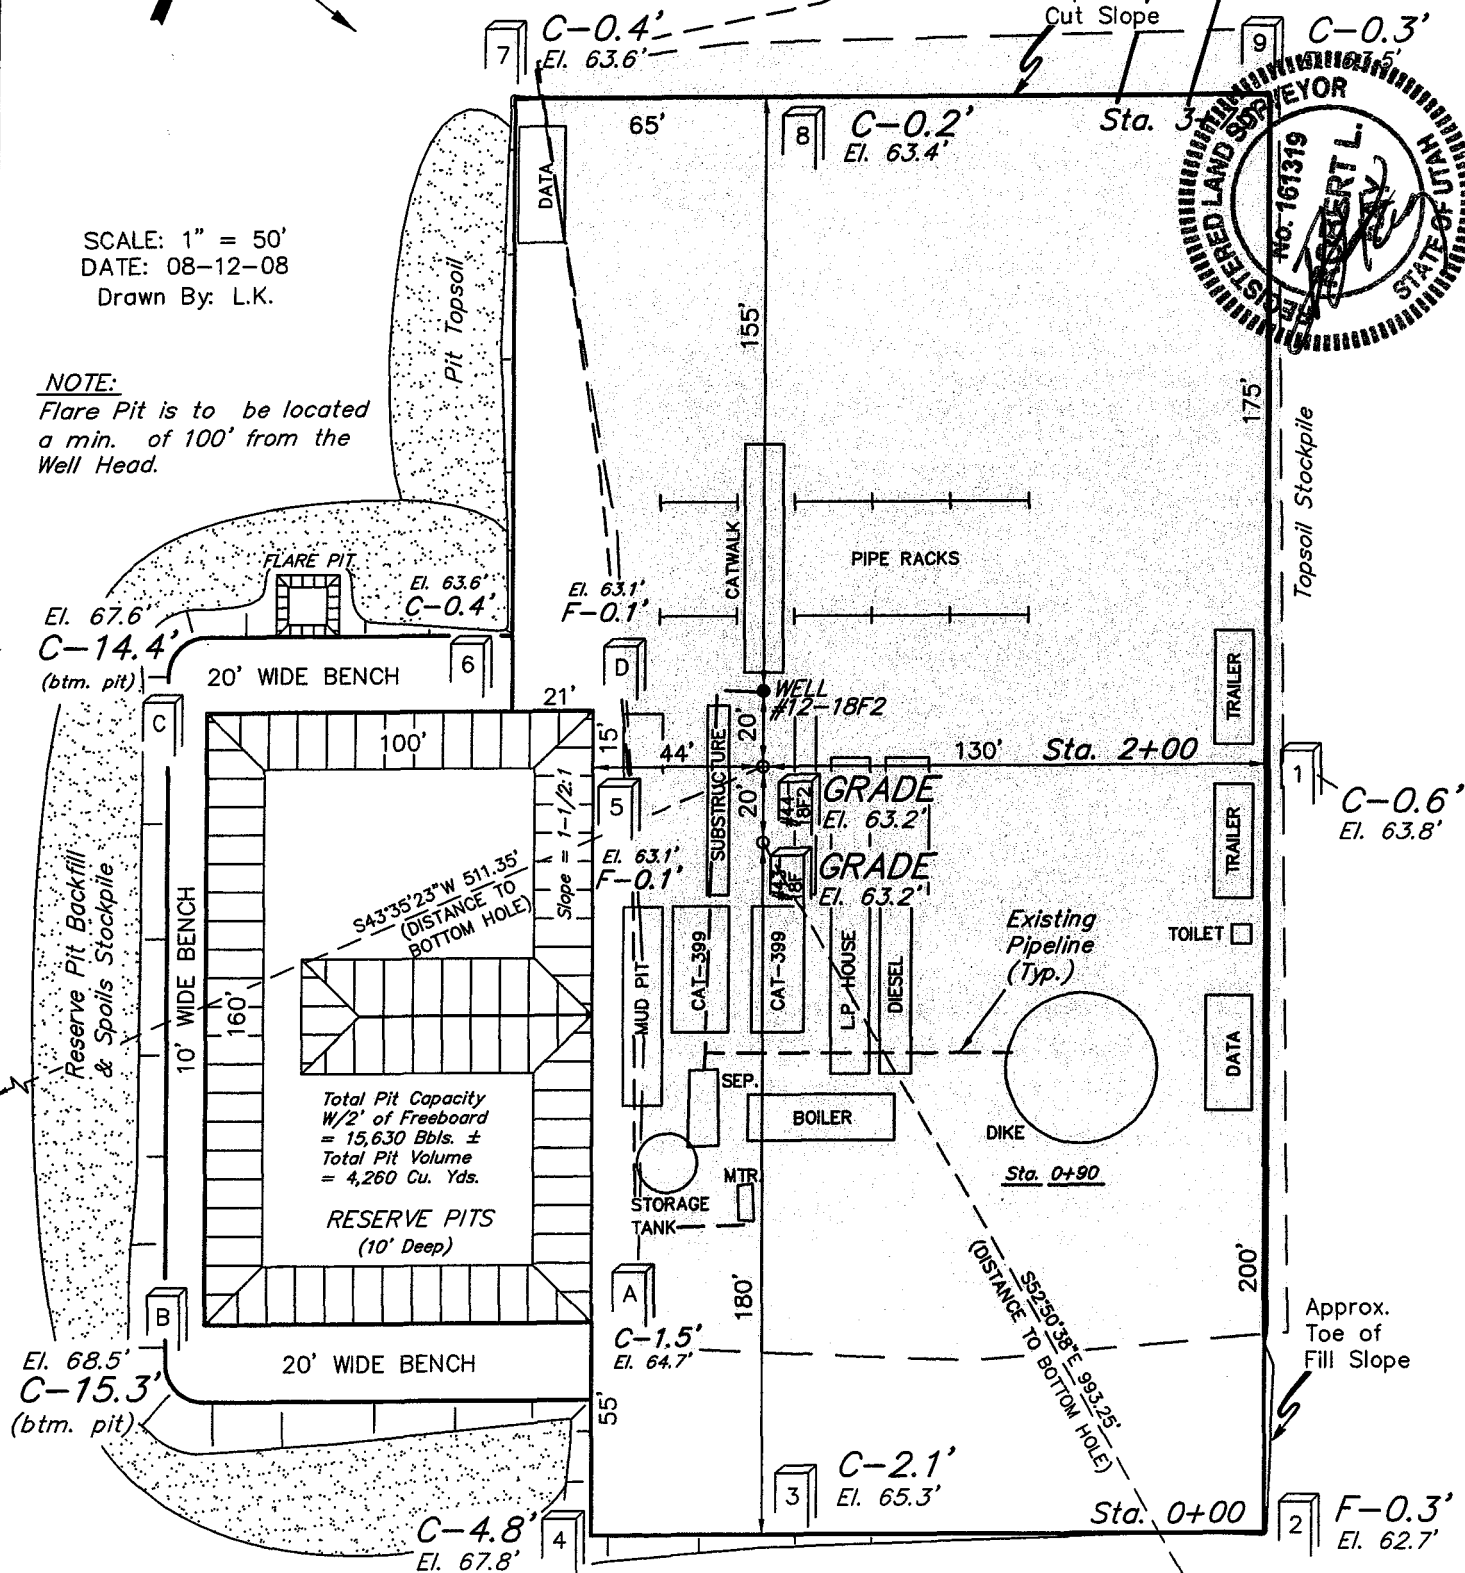 Cut Slope
7
C-0.4'
El. 63.6'
9
C-0.3'
65'
8
C-0.2'
El. 63.4'
Sta. 3
REGISTERED LAND SURVEYOR
No. 161319
ROBERT L.
STATE OF UTAH
DATA
SCALE: 1" = 50'
DATE: 08-12-08
Drawn By: L.K.
Pit Topsoil
155'
175'
NOTE:
Flare Pit is to be located
a min. of 100' from the
Well Head.
Topsoil Stockpile
CATWALK
PIPE RACKS
FLARE PIT
El. 63.6'
C-0.4'
El. 63.1'
F-0.1'
El. 67.6'
C-14.4'
(btm. pit)
20' WIDE BENCH
6
D
C
TRAILER
WELL
#12-18F2
21'
15'
100'
44'
20'
130'
Sta. 2+00
1
C-0.6'
El. 63.8'
SUBSTRUCTURE
20'
GRADE
El. 63.2'
5
El. 63.1'
F-0.1'
GRADE
El. 63.2'
TRAILER
Slope = 1-1/2:1
S43°35'23"W 511.35'
(DISTANCE TO
BOTTOM HOLE)
Reserve Pit Backfill
& Spoils Stockpile
10' WIDE BENCH
160'
MUD PIT
CAT-399
CAT-399
L.P. HOUSE
DIESEL
Existing
Pipeline
(Typ.)
TOILET
DATA
Total Pit Capacity
W/2' of Freeboard
= 15,630 Bbls. ±
Total Pit Volume
= 4,260 Cu. Yds.
SEP.
BOILER
DIKE
Sta. 0+90
MTR.
STORAGE
TANK
RESERVE PITS
(10' Deep)
A
C-1.5'
El. 64.7'
180'
S52°50'38"E 993.25'
(DISTANCE TO BOTTOM HOLE)
200'
B
El. 68.5'
C-15.3'
(btm. pit)
20' WIDE BENCH
Approx.
Toe of
Fill Slope
55'
C-4.8'
El. 67.8'
4
3
C-2.1'
El. 65.3'
Sta. 0+00
2
F-0.3'
El. 62.7'